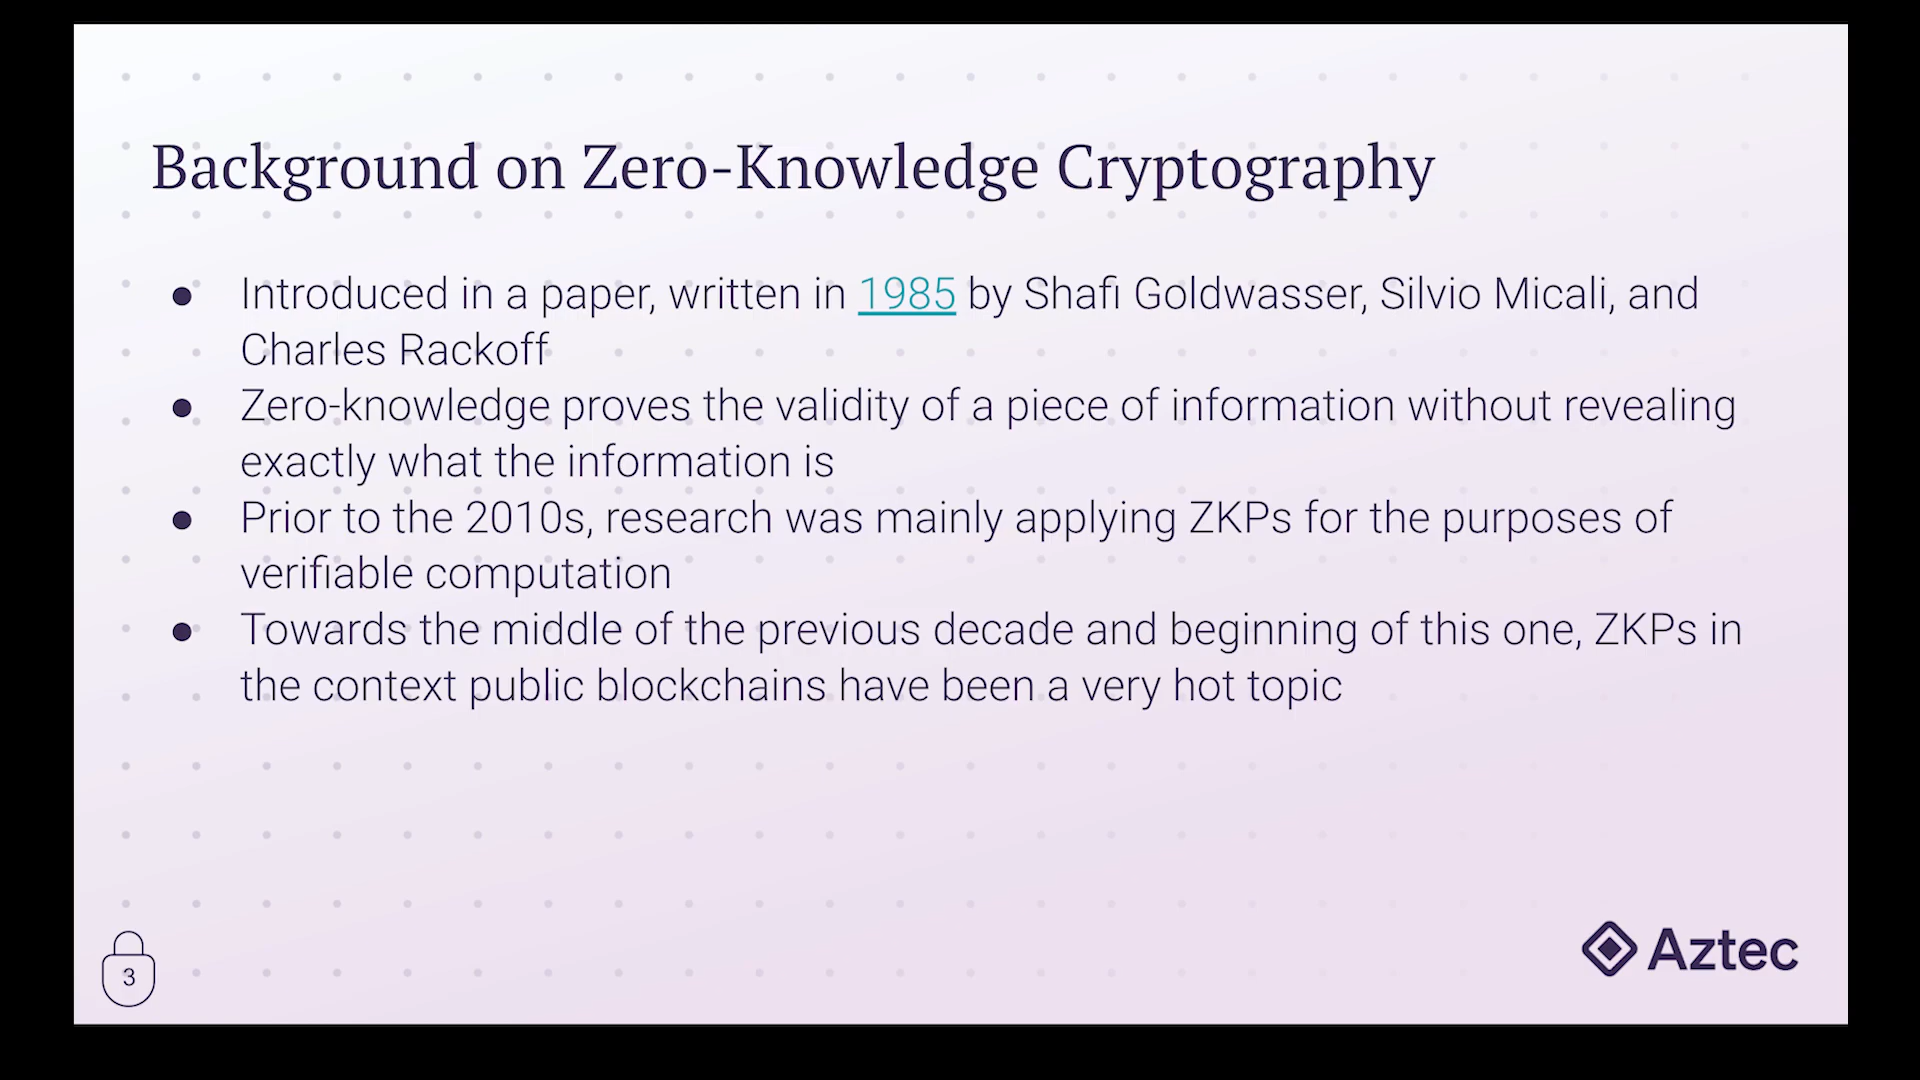 Background on Zero-Knowledge Cryptography
● Introduced in a paper, written in 1985 by Shafi Goldwasser, Silvio Micali, and
Charles Rackoff
● Zero-knowledge proves the validity of a piece of information without revealing
exactly what the information is
● Prior to the 2010s, research was mainly applying ZKPs for the purposes of
verifiable computation
● Towards the middle of the previous decade and beginning of this one, ZKPs in
the context public blockchains have been a very hot topic
3
Aztec